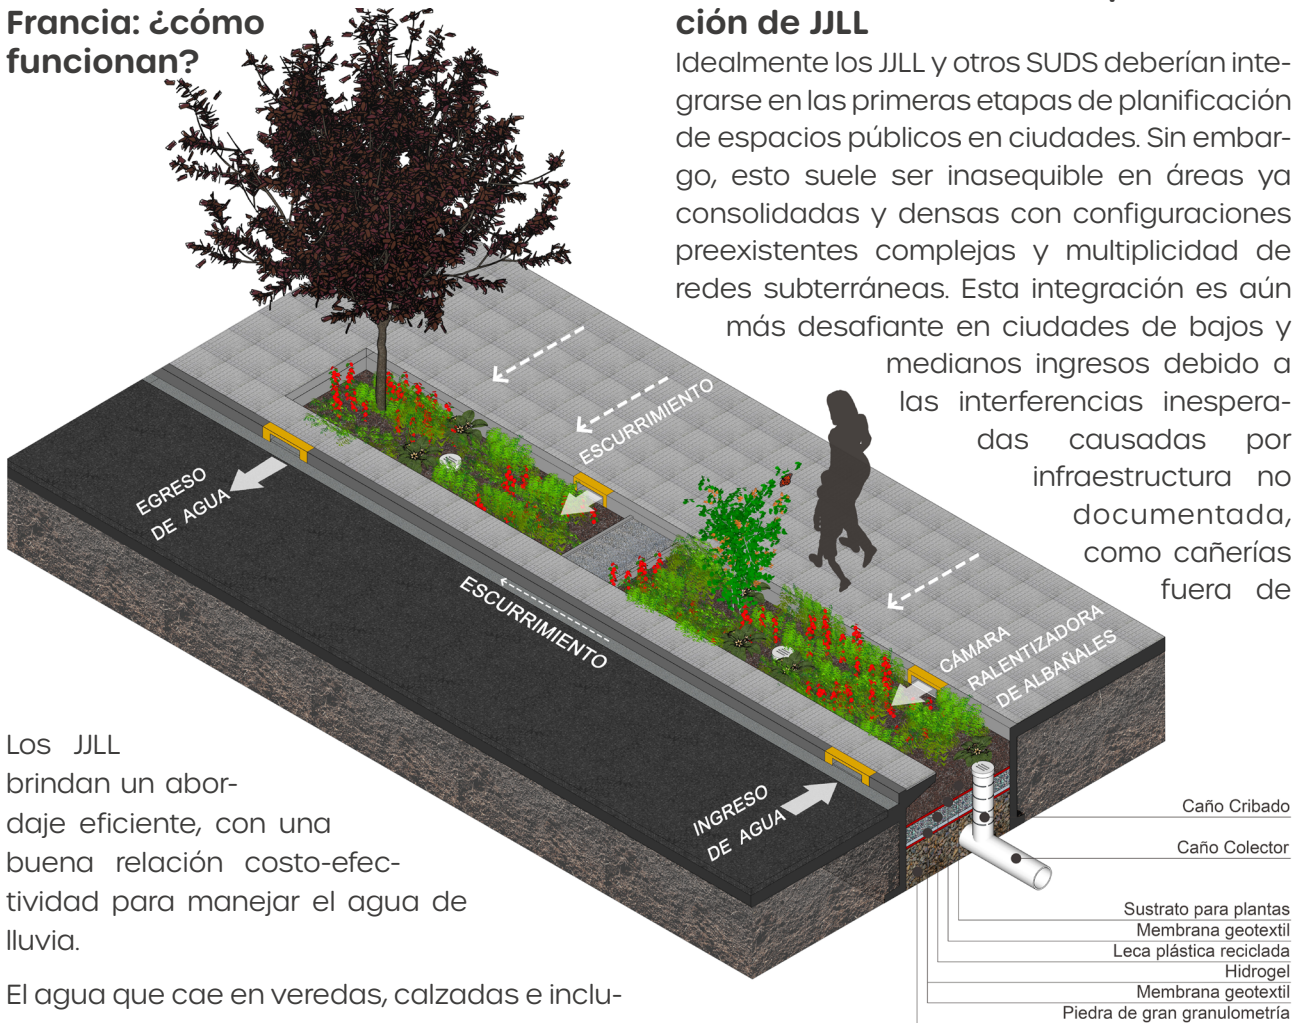 Francia: ¿cómo
funcionan?
Los JJLL
brindan un abor-
daje eficiente, con una
buena relación costo-efec-
tividad para manejar el agua de
lluvia.
El agua que cae en veredas, calzadas e inclu-
ción de JJLL
Idealmente los JJLL y otros SUDS deberían inte-
grarse en las primeras etapas de planificación
de espacios públicos en ciudades. Sin embar-
go, esto suele ser inasequible en áreas ya
consolidadas y densas con configuraciones
preexistentes complejas y multiplicidad de
redes subterráneas. Esta integración es aún
más desafiante en ciudades de bajos y
medianos ingresos debido a
las interferencias inespera-
das causadas por
infraestructura no
documentada,
como cañerías
fuera de
ESCURRIMIENTO
EGRESO
DE AGUA
ESCURRIMIENTO
CÁMARA
RALENTIZADORA
DE ALBAÑALES
INGRESO
DE AGUA
Caño Cribado
Caño Colector
Sustrato para plantas
Membrana geotextil
Leca plástica reciclada
Hidrogel
Membrana geotextil
Piedra de gran granulometría